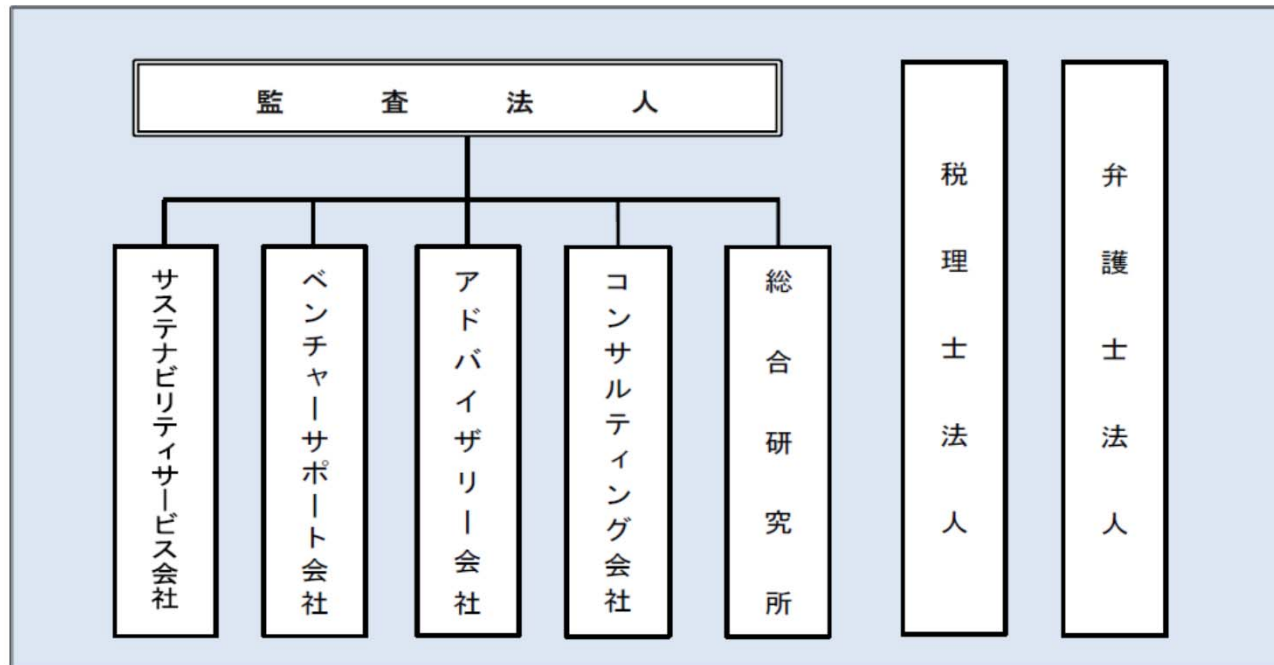 監査法人
サステナビリティサービス会社
ベンチャーサポート会社
アドバイザリー会社
コンサルティング会社
総合研究所
税理士法人
弁護士法人